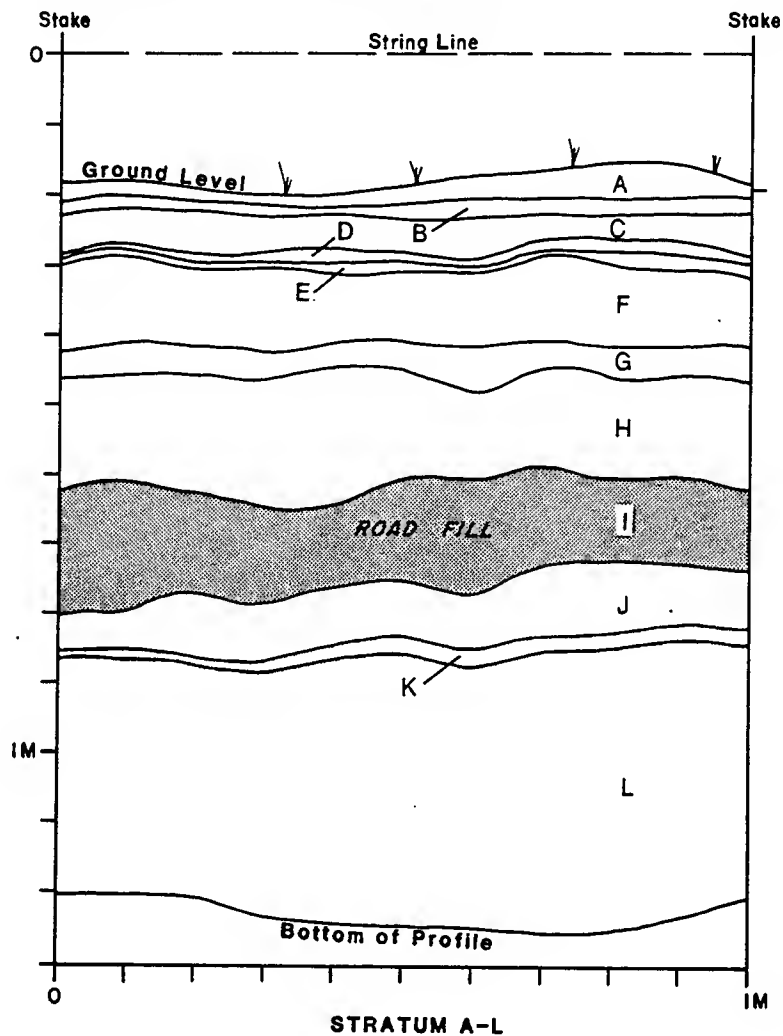 Stake
Stake
String Line
0
Ground Level
A
B
C
D
E
F
G
H
ROAD FILL
I
J
K
1M
L
Bottom of Profile
0
1M
STRATUM A-L